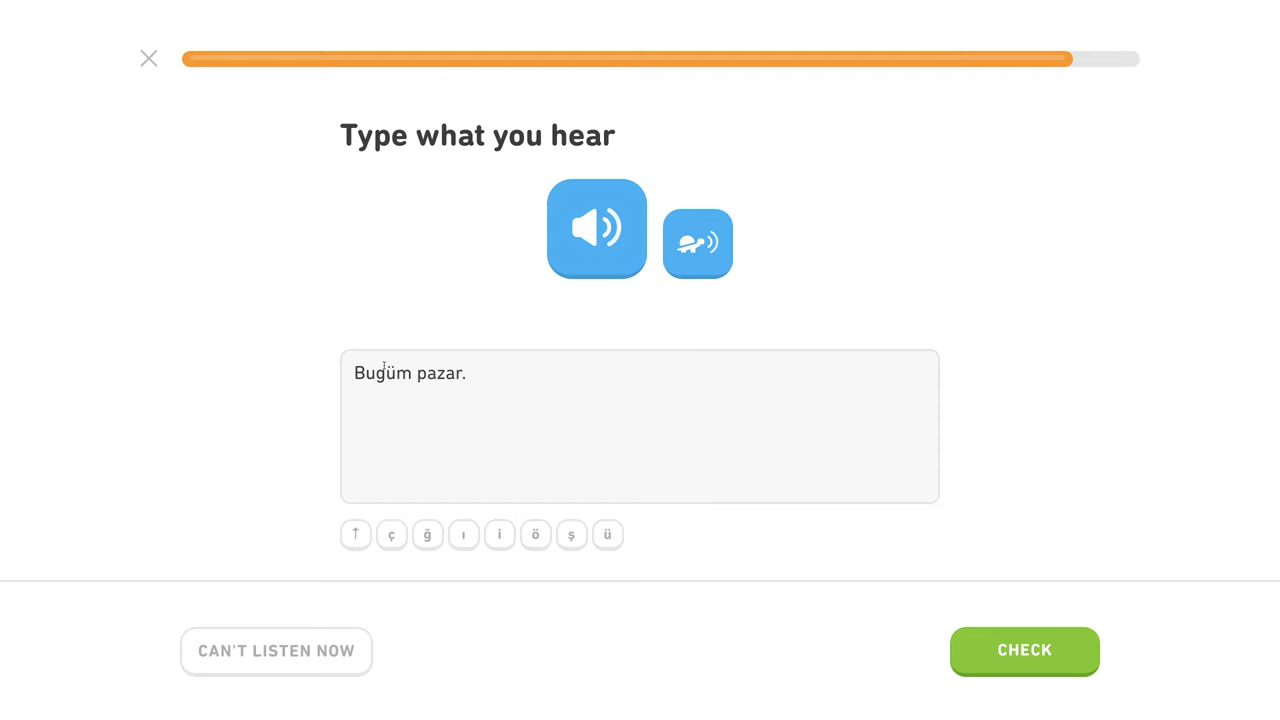 Type what you hear
Bugüm pazar.
↑ ç ğ ı i ö ş ü
CAN'T LISTEN NOW
CHECK